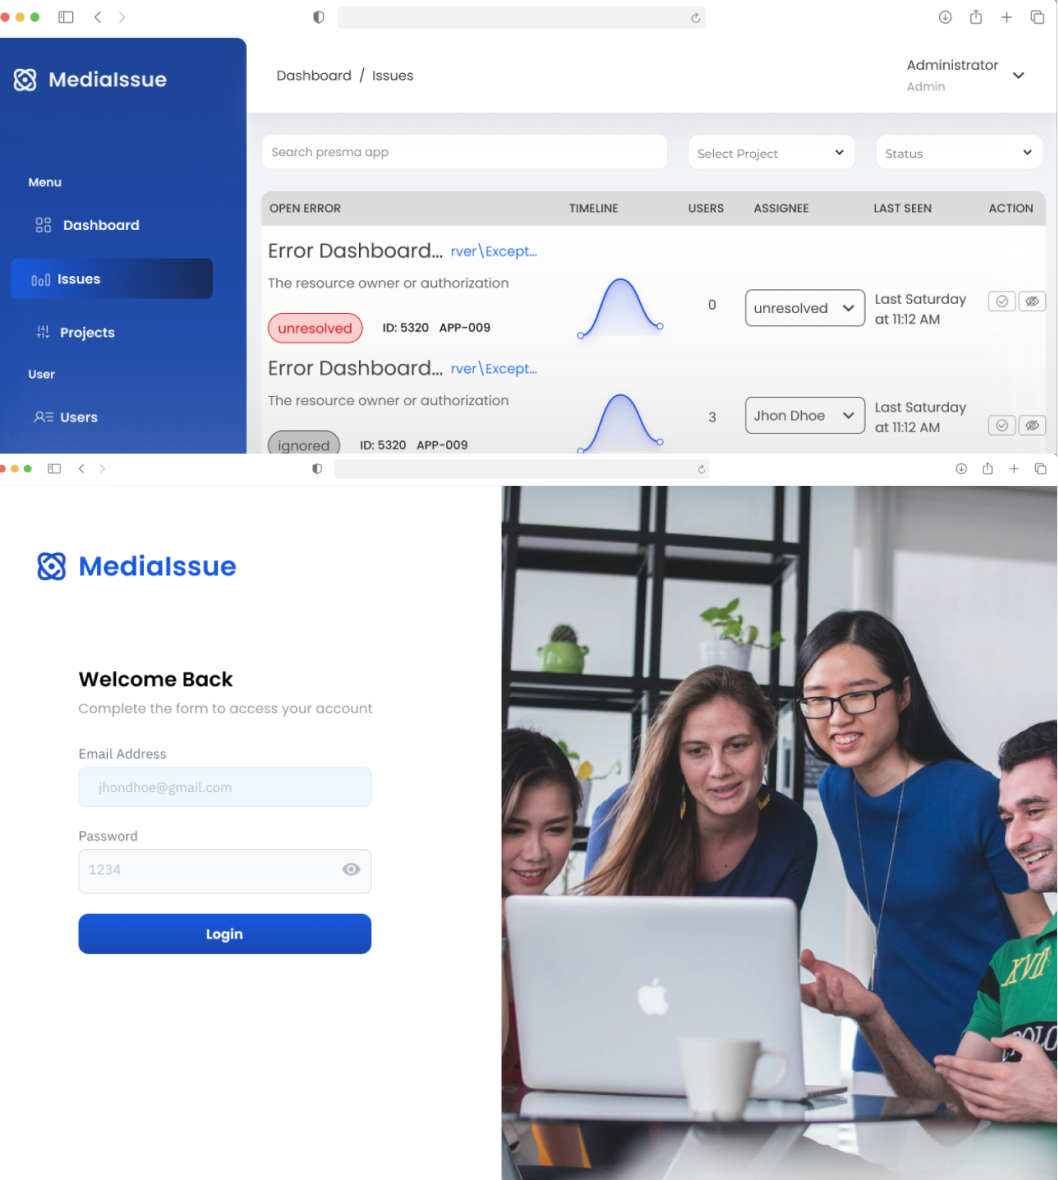 MediaIssue
Dashboard / Issues
Administrator
Admin
Search presma app
Select Project
Status
Menu
Dashboard
Issues
Projects
User
Users
OPEN ERROR TIMELINE USERS ASSIGNEE LAST SEEN ACTION
Error Dashboard... rver\Except...
The resource owner or authorization
unresolved ID: 5320 APP-009
0
unresolved
Last Saturday
at 11:12 AM
Error Dashboard... rver\Except...
The resource owner or authorization
ignored ID: 5320 APP-009
3
Jhon Dhoe
Last Saturday
at 11:12 AM
MediaIssue
Welcome Back
Complete the form to access your account
Email Address
jhondhoe@gmail.com
Password
1234
Login
XVII
POLO